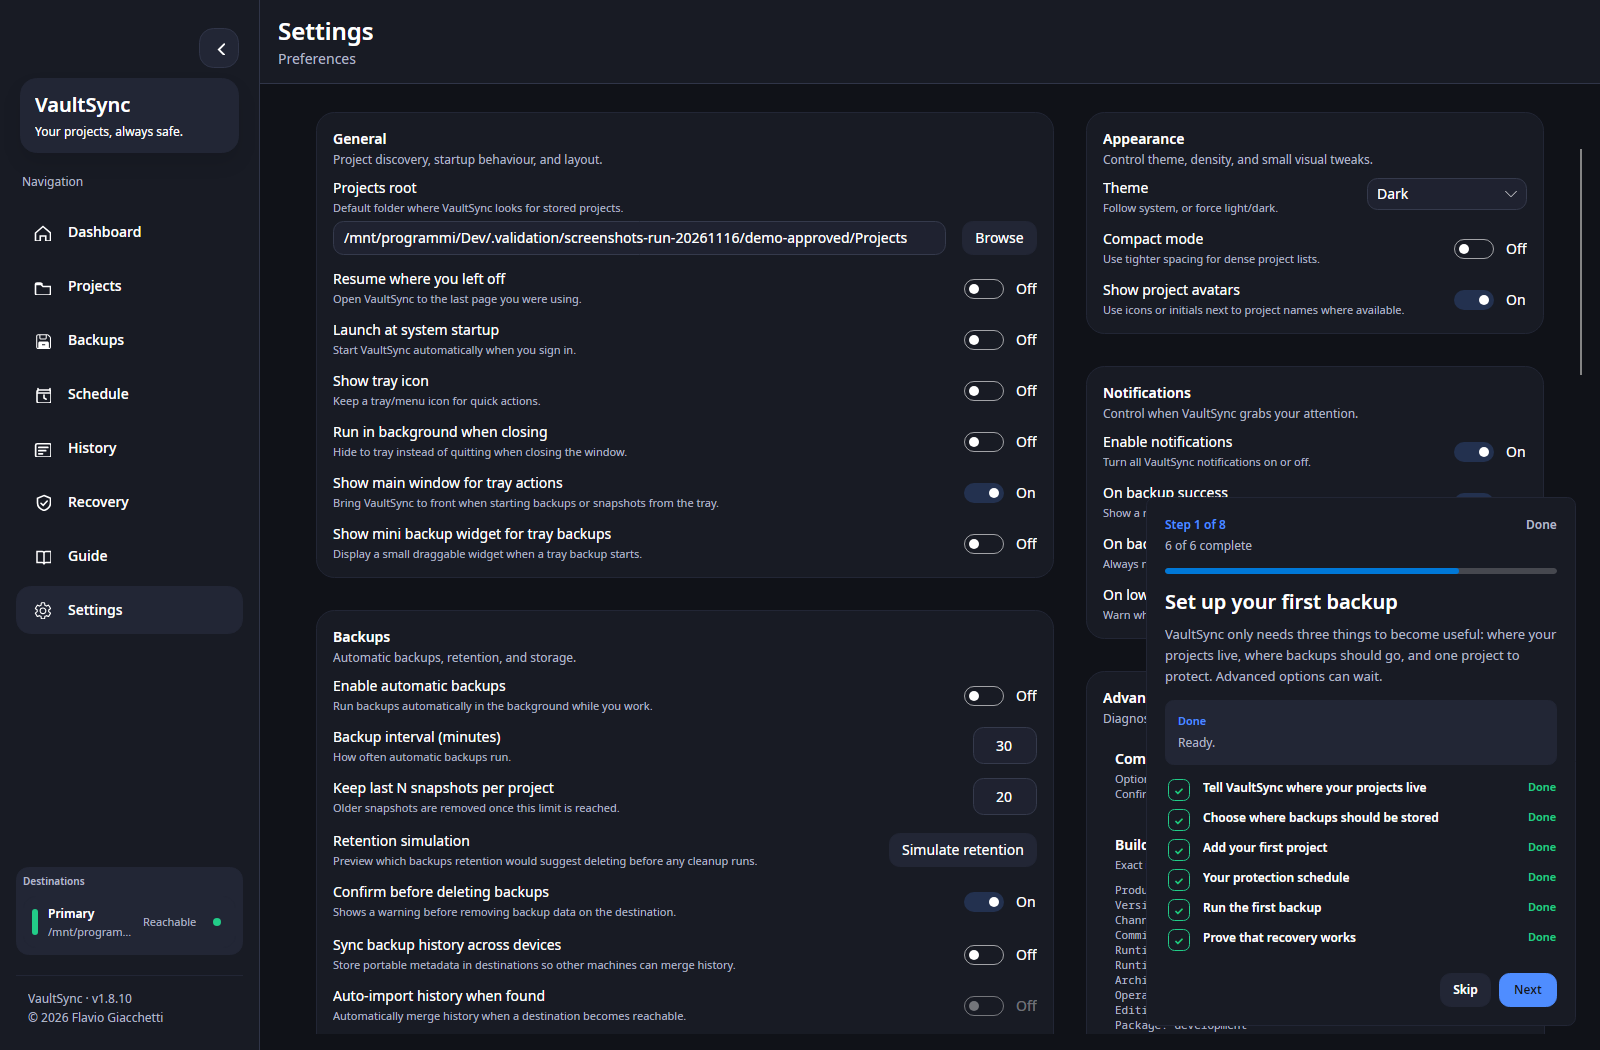 VaultSync
Your projects, always safe.
Navigation
Dashboard
Projects
Backups
Schedule
History
Recovery
Guide
Settings
Destinations
Primary
/mnt/program...
Reachable
VaultSync · v1.8.10
© 2026 Flavio Giacchetti
Settings
Preferences
General
Project discovery, startup behaviour, and layout.
Projects root
Default folder where VaultSync looks for stored projects.
/mnt/programmi/Dev/.validation/screenshots-run-20261116/demo-approved/Projects
Browse
Resume where you left off
Off
Open VaultSync to the last page you were using.
Launch at system startup
Off
Start VaultSync automatically when you sign in.
Show tray icon
Off
Keep a tray/menu icon for quick actions.
Run in background when closing
Off
Hide to tray instead of quitting when closing the window.
Show main window for tray actions
On
Bring VaultSync to front when starting backups or snapshots from the tray.
Show mini backup widget for tray backups
Off
Display a small draggable widget when a tray backup starts.
Backups
Automatic backups, retention, and storage.
Enable automatic backups
Off
Run backups automatically in the background while you work.
Backup interval (minutes)
30
How often automatic backups run.
Keep last N snapshots per project
20
Older snapshots are removed once this limit is reached.
Retention simulation
Simulate retention
Preview which backups retention would suggest deleting before any cleanup runs.
Confirm before deleting backups
On
Shows a warning before removing backup data on the destination.
Sync backup history across devices
Off
Store portable metadata in destinations so other machines can merge history.
Auto-import history when found
Off
Automatically merge history when a destination becomes reachable.
Appearance
Control theme, density, and small visual tweaks.
Theme
Dark
Follow system, or force light/dark.
Compact mode
Off
Use tighter spacing for dense project lists.
Show project avatars
On
Use icons or initials next to project names where available.
Notifications
Control when VaultSync grabs your attention.
Enable notifications
On
Turn all VaultSync notifications on or off.
On backup success
Show a
On
Always
On low
Warn
Exact
Package: development
Step 1 of 8
Done
6 of 6 complete
Set up your first backup
VaultSync only needs three things to become useful: where your
projects live, where backups should go, and one project to
protect. Advanced options can wait.
Done
Ready.
Tell VaultSync where your projects live
Done
Choose where backups should be stored
Done
Add your first project
Done
Your protection schedule
Done
Run the first backup
Done
Prove that recovery works
Done
Skip
Next